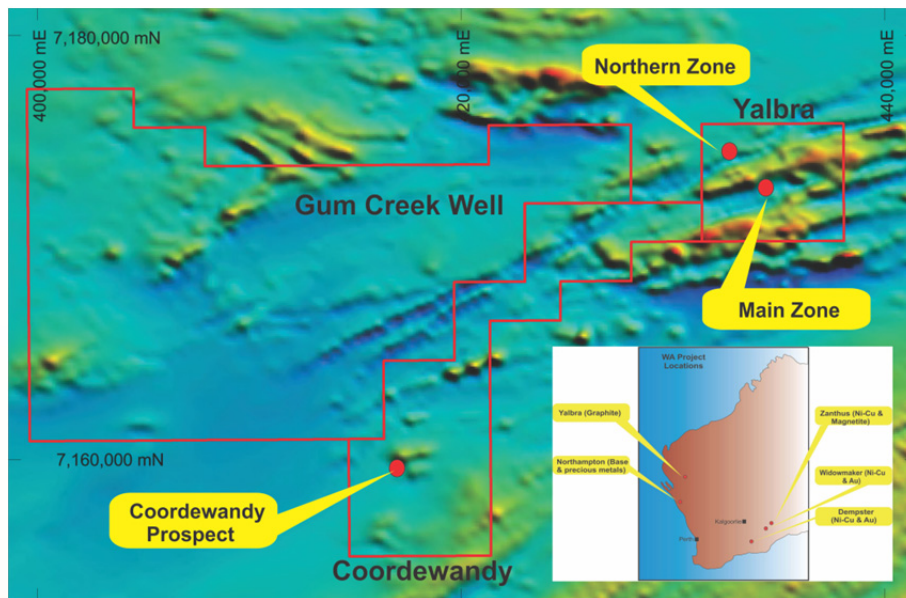 7,180,000 mN
400,000 mE
20,000 mE
440,000 mE
Northern Zone
Yalbra
Gum Creek Well
Main Zone
WA Project
Locations
Yalbra (Graphite)
Zanthus (Ni-Cu &
Magnetite)
Northampton (Base
& precious metals)
Widowmaker (Ni-Cu
& Au)
Kalgoorlie
Dempster
(Ni-Cu & Au)
Perth
7,160,000 mN
Coordewandy
Prospect
Coordewandy